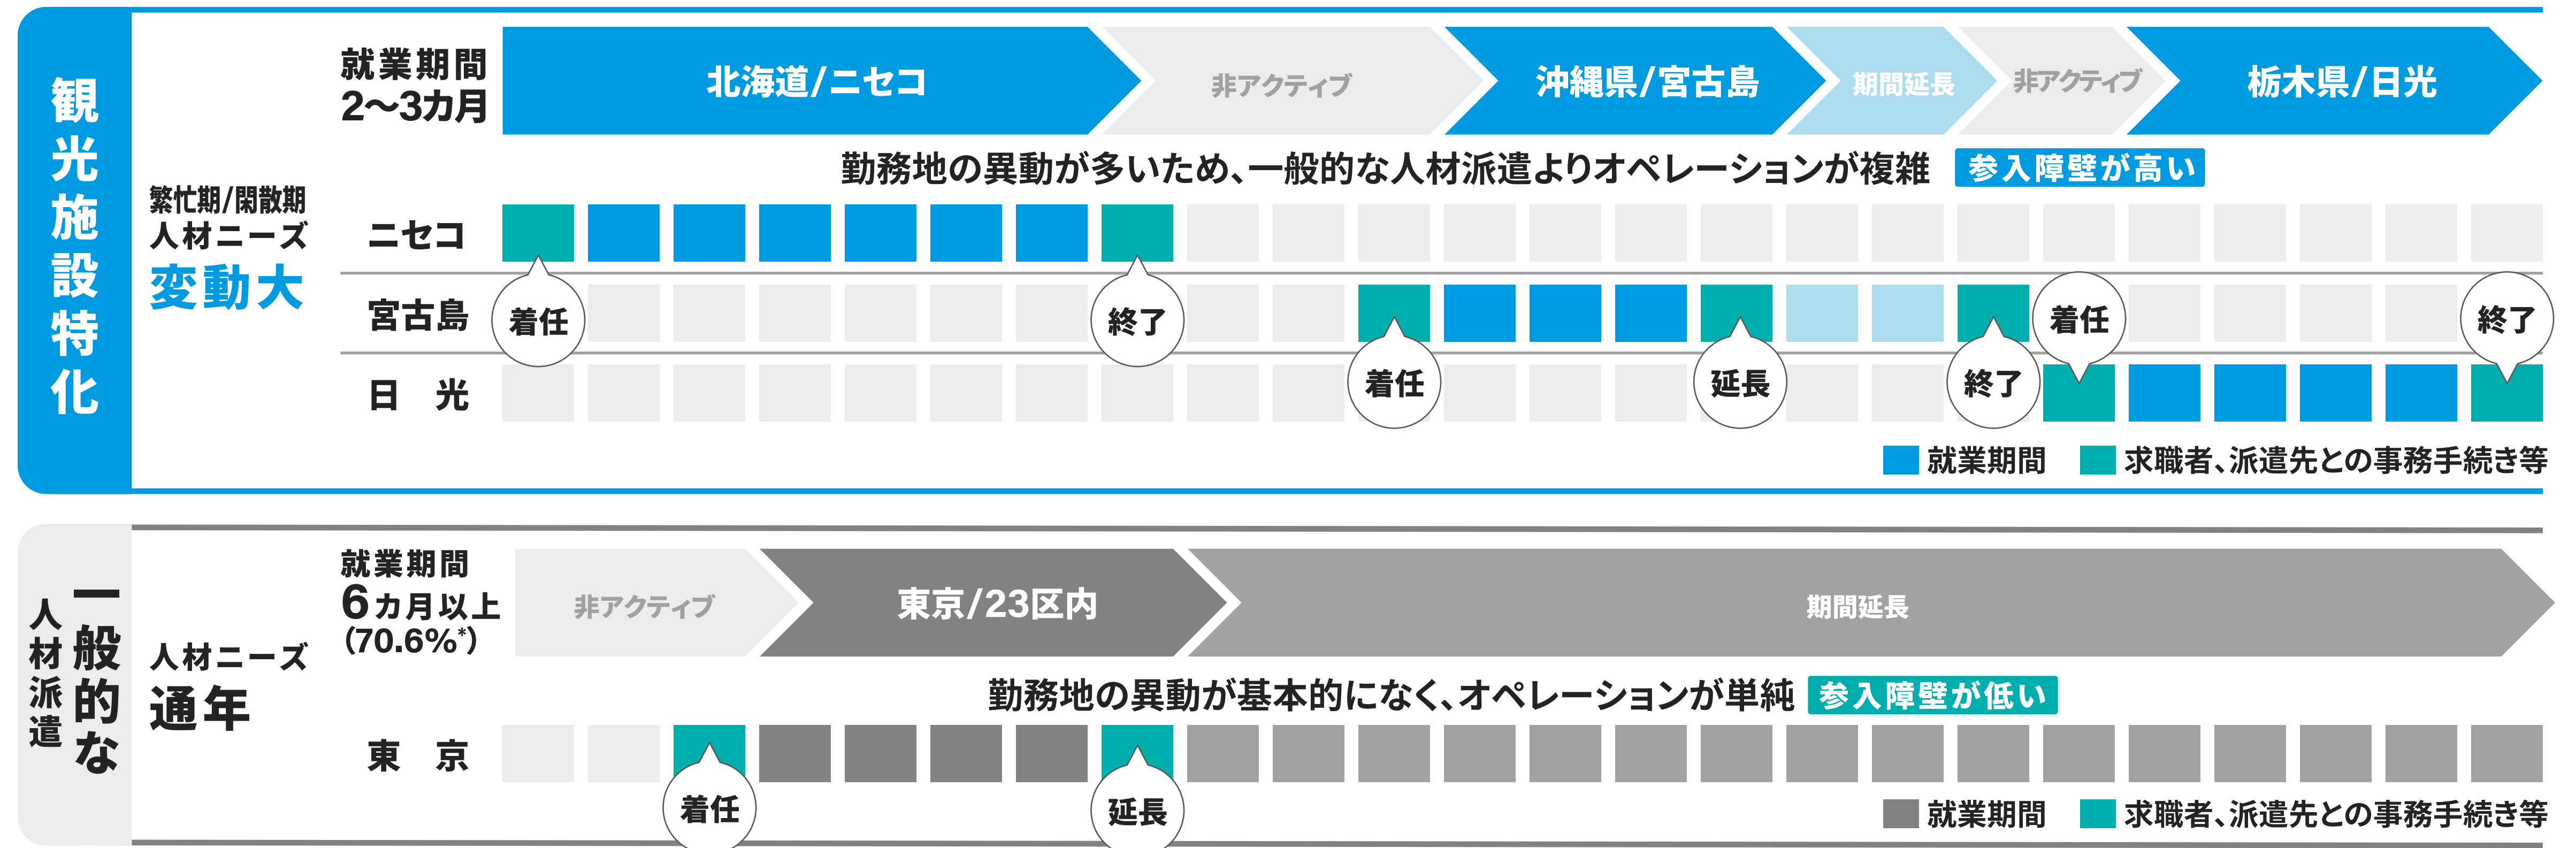 観光施設特化
繁忙期/閑散期
人材ニーズ
変動大
就業期間
2〜3カ月
北海道/ニセコ
非アクティブ
沖縄県/宮古島
期間延長
非アクティブ
栃木県/日光
勤務地の異動が多いため、一般的な人材派遣よりオペレーションが複雑
参入障壁が高い
ニセコ
着任
終了
宮古島
着任
延長
終了
日 光
着任
終了
就業期間
求職者、派遣先との事務手続き等
一般的な
人材派遣
人材ニーズ
通年
就業期間
6カ月以上
(70.6%*)
非アクティブ
東京/23区内
期間延長
勤務地の異動が基本的になく、オペレーションが単純
参入障壁が低い
東 京
着任
延長
就業期間
求職者、派遣先との事務手続き等